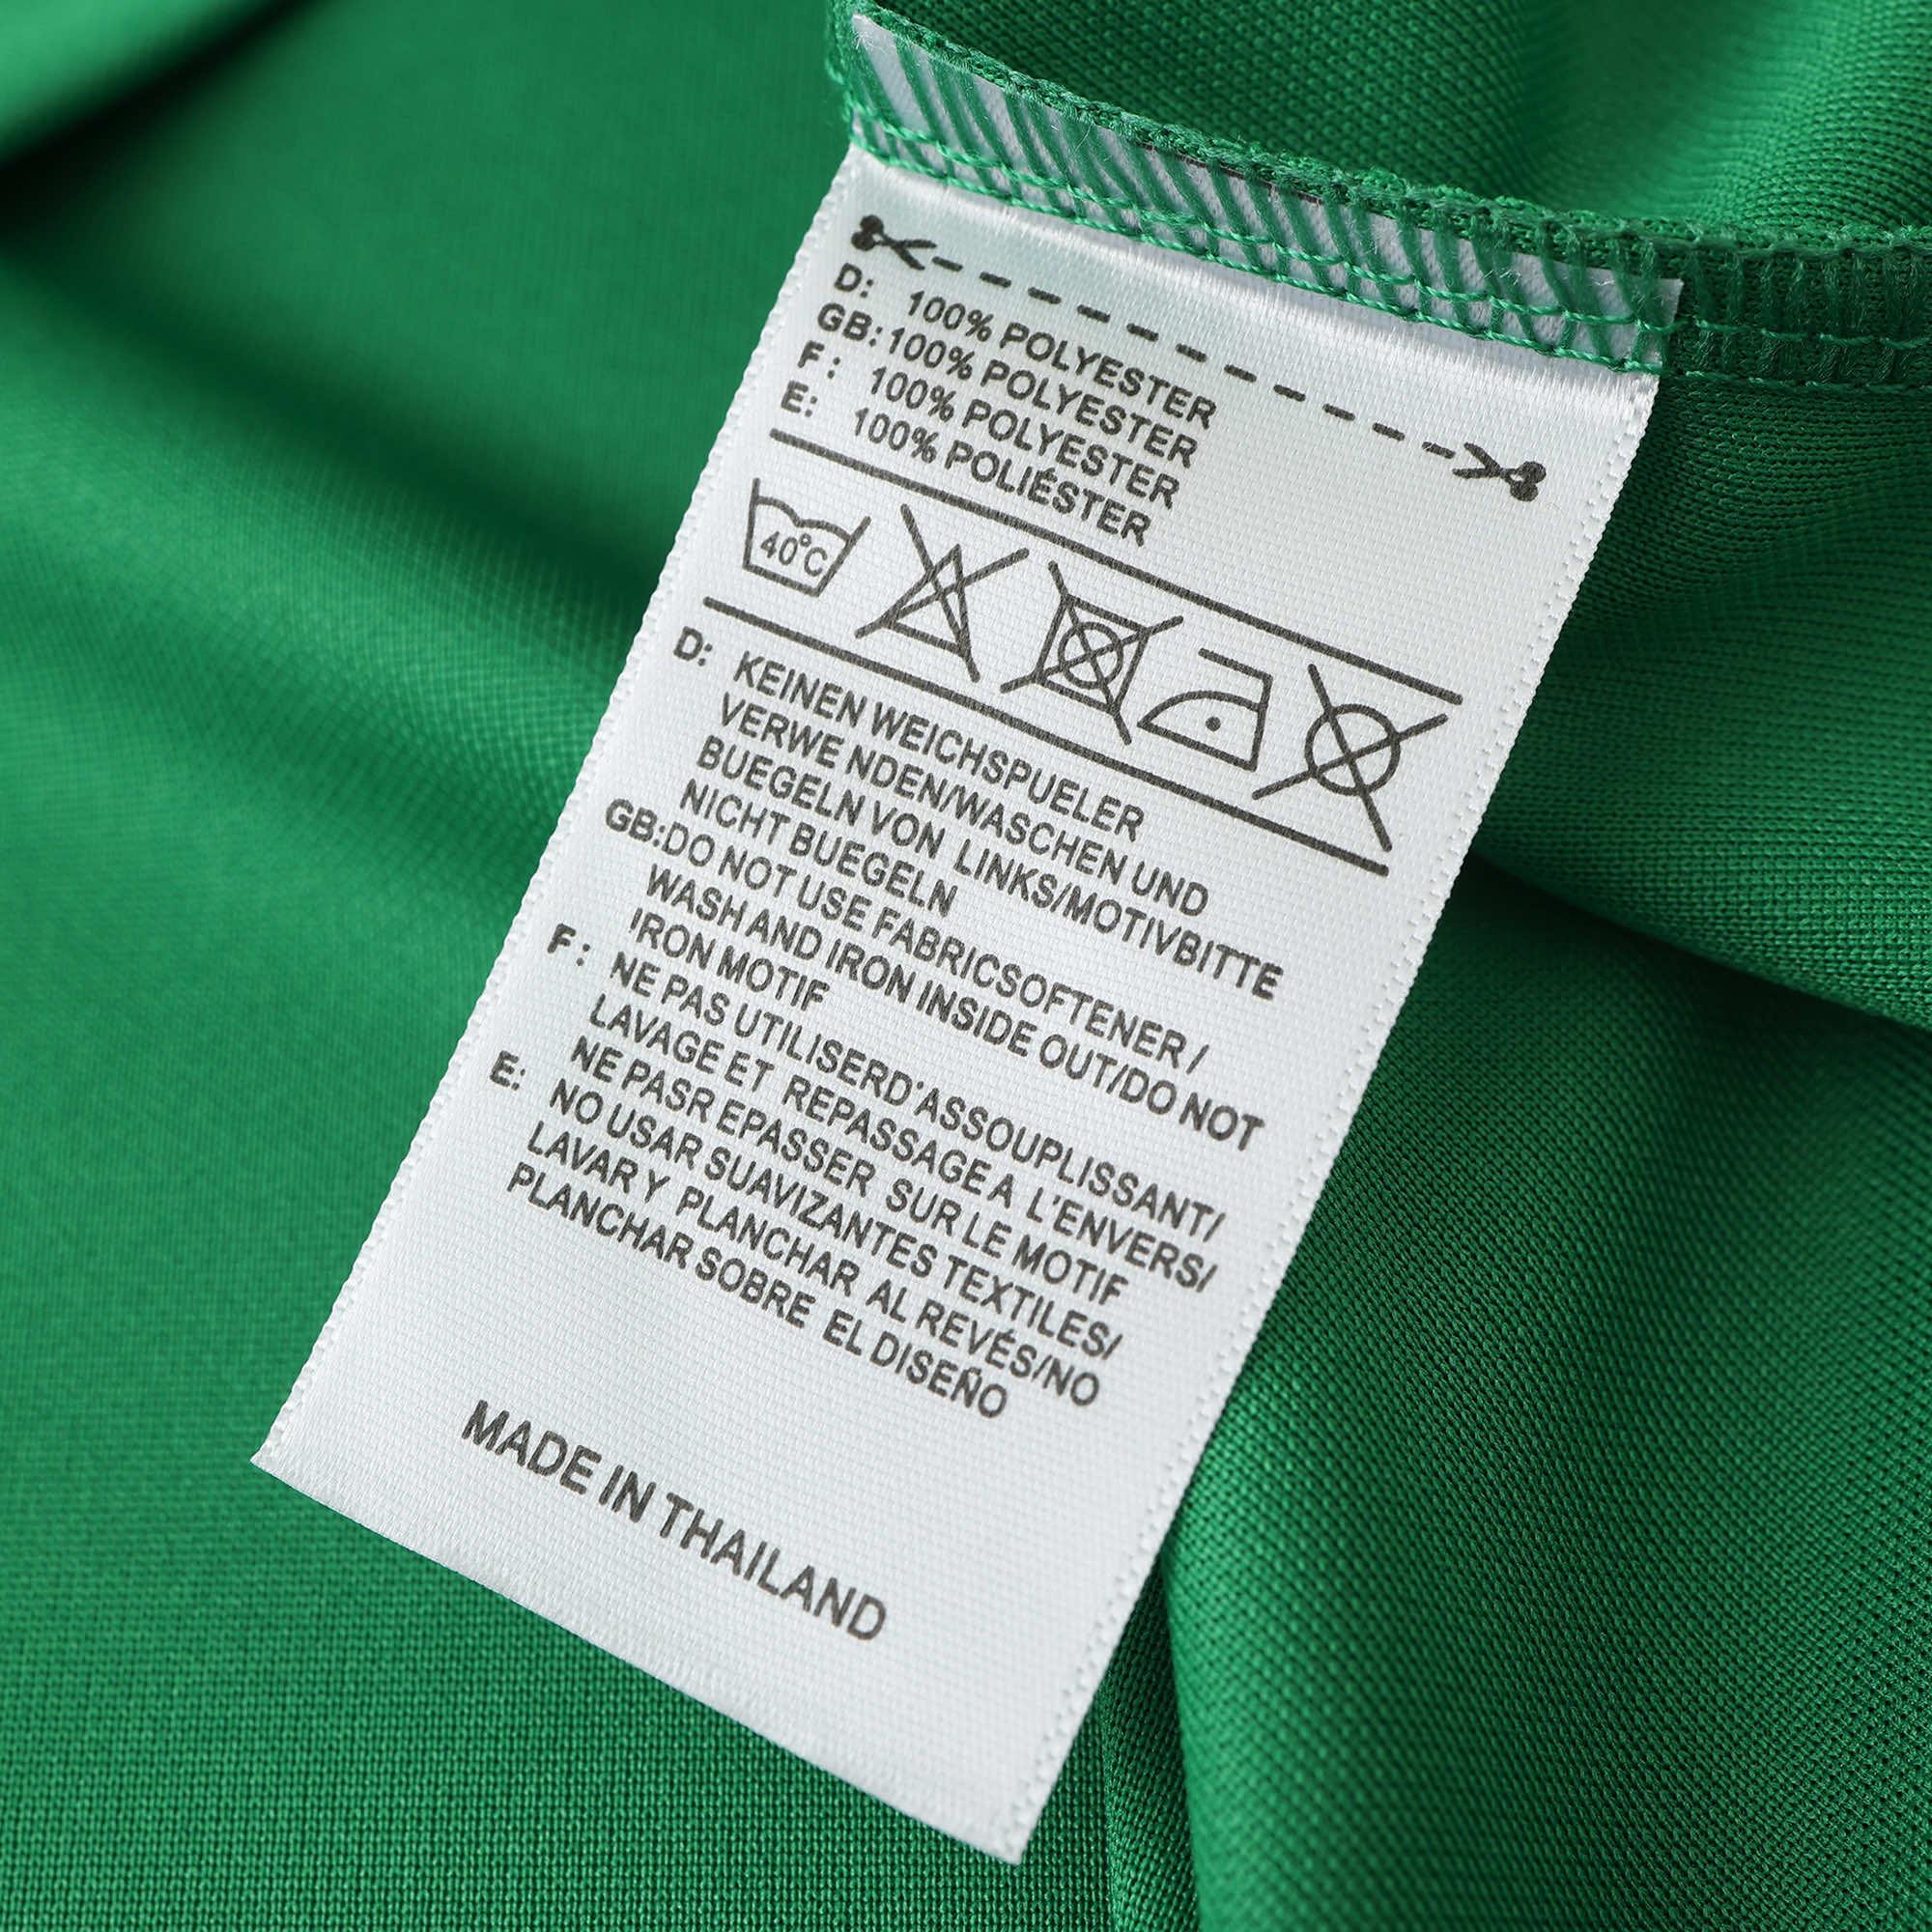 D: 100% POLYESTER
GB: 100% POLYESTER
F: 100% POLYESTER
E: 100% POLIÉSTER
40°C
D: KEINEN WEICHSPUELER
VERWE NDEN/WASCHEN UND
BUEGELN VON LINKS/MOTIVBITTE
NICHT BUEGELN
GB:DO NOT USE FABRICSOFTENER/
WASH AND IRON INSIDE OUT/DO NOT
IRON MOTIF
F: NE PAS UTILISERD'ASSOUPLISSANT/
LAVAGE ET REPASSAGE A L'ENVERS/
NE PASR EPASSER SUR LE MOTIF
E: NO USAR SUAVIZANTES TEXTILES/
LAVAR Y PLANCHAR AL REVÉS/NO
PLANCHAR SOBRE EL DISEÑO
MADE IN THAILAND